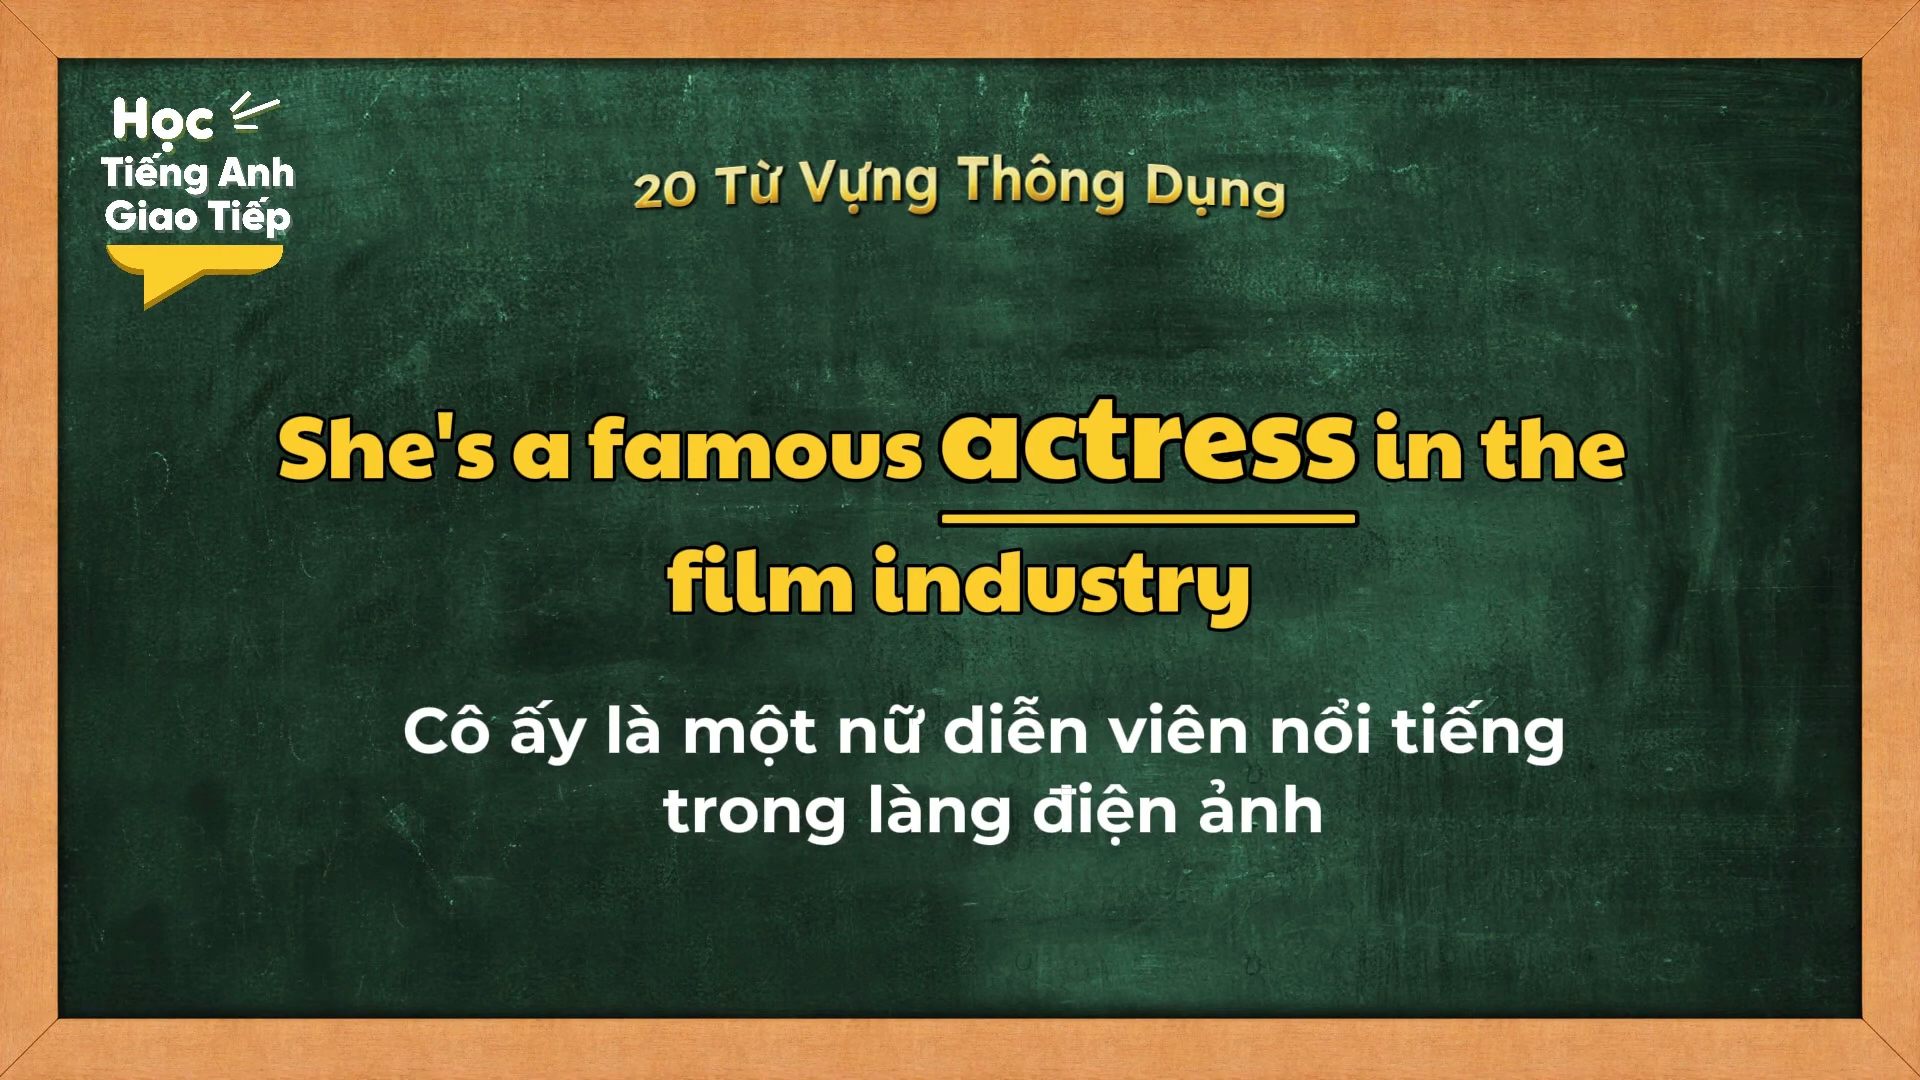 Học
Tiếng Anh
Giao Tiếp
20 Từ Vựng Thông Dụng
She's a famous actress in the
film industry
Cô ấy là một nữ diễn viên nổi tiếng
trong làng điện ảnh